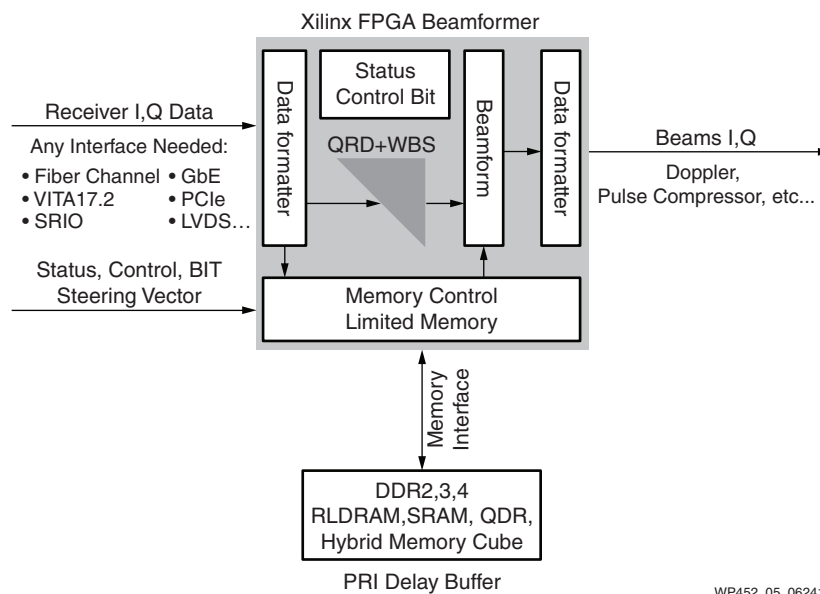 Xilinx FPGA Beamformer
Receiver I,Q Data
Any Interface Needed:
• Fiber Channel • GbE
• VITA17.2 • PCIe
• SRIO • LVDS…
Status, Control, BIT
Steering Vector
Data formatter
Status
Control Bit
QRD+WBS
Beamform
Data formatter
Beams I,Q
Doppler,
Pulse Compressor, etc...
Memory Control
Limited Memory
Memory
Interface
DDR2,3,4
RLDRAM,SRAM, QDR,
Hybrid Memory Cube
PRI Delay Buffer